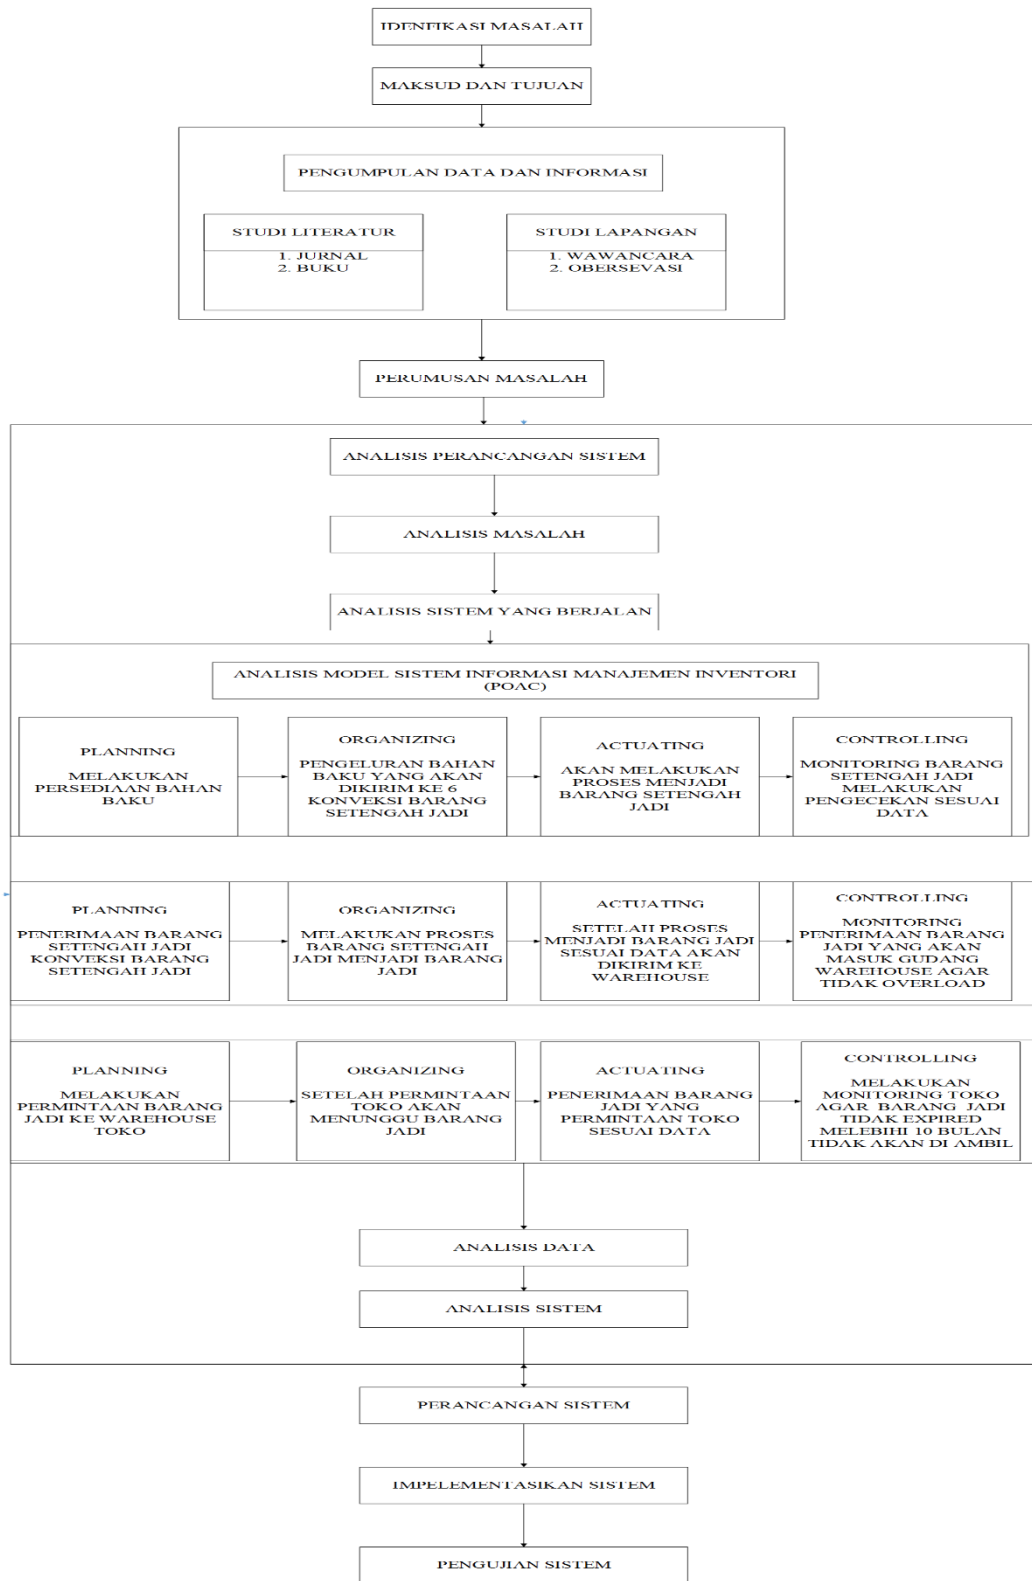 IDENFIKASI MASALAH
MAKSUD DAN TUJUAN
PENGUMPULAN DATA DAN INFORMASI
STUDI LITERATUR
1. JURNAL
2. BUKU
STUDI LAPANGAN
1. WAWANCARA
2. OBERSEVASI
PERUMUSAN MASALAH
ANALISIS PERANCANGAN SISTEM
ANALISIS MASALAH
ANALISIS SISTEM YANG BERJALAN
ANALISIS MODEL SISTEM INFORMASI MANAJEMEN INVENTORI
(POAC)
PLANNING
MELAKUKAN
PERSEDIAAN BAHAN
BAKU
ORGANIZING
PENGELURAN BAHAN
BAKU YANG AKAN
DIKIRIM KE 6
KONVEKSI BARANG
SETENGAH JADI
ACTUATING
AKAN MELAKUKAN
PROSES MENJADI
BARANG SETENGAH
JADI
CONTROLLING
MONITORING BARANG
SETENGAH JADI
MELAKUKAN
PENGECEKAN SESUAI
DATA
PLANNING
PENERIMAAN BARANG
SETENGAH JADI
KONVEKSI BARANG
SETENGAH JADI
ORGANIZING
MELAKUKAN PROSES
BARANG SETENGAH
JADI MENJADI BARANG
JADI
ACTUATING
SETELAH PROSES
MENJADI BARANG JADI
SESUAI DATA AKAN
DIKIRIM KE
WAREHOUSE
CONTROLLING
MONITORING
PENERIMAAN BARANG
JADI YANG AKAN
MASUK GUDANG
WAREHOUSE AGAR
TIDAK OVERLOAD
PLANNING
MELAKUKAN
PERMINTAAN BARANG
JADI KE WAREHOUSE
TOKO
ORGANIZING
SETELAH PERMINTAAN
TOKO AKAN
MENUNGGU BARANG
JADI
ACTUATING
PENERIMAAN BARANG
JADI YANG
PERMINTAAN TOKO
SESUAI DATA
CONTROLLING
MELAKUKAN
MONITORING TOKO
AGAR BARANG JADI
TIDAK EXPIRED
MELEBIHI 10 BULAN
TIDAK AKAN DI AMBIL
ANALISIS DATA
ANALISIS SISTEM
PERANCANGAN SISTEM
IMPELEMENTASIKAN SISTEM
PENGUJIAN SISTEM